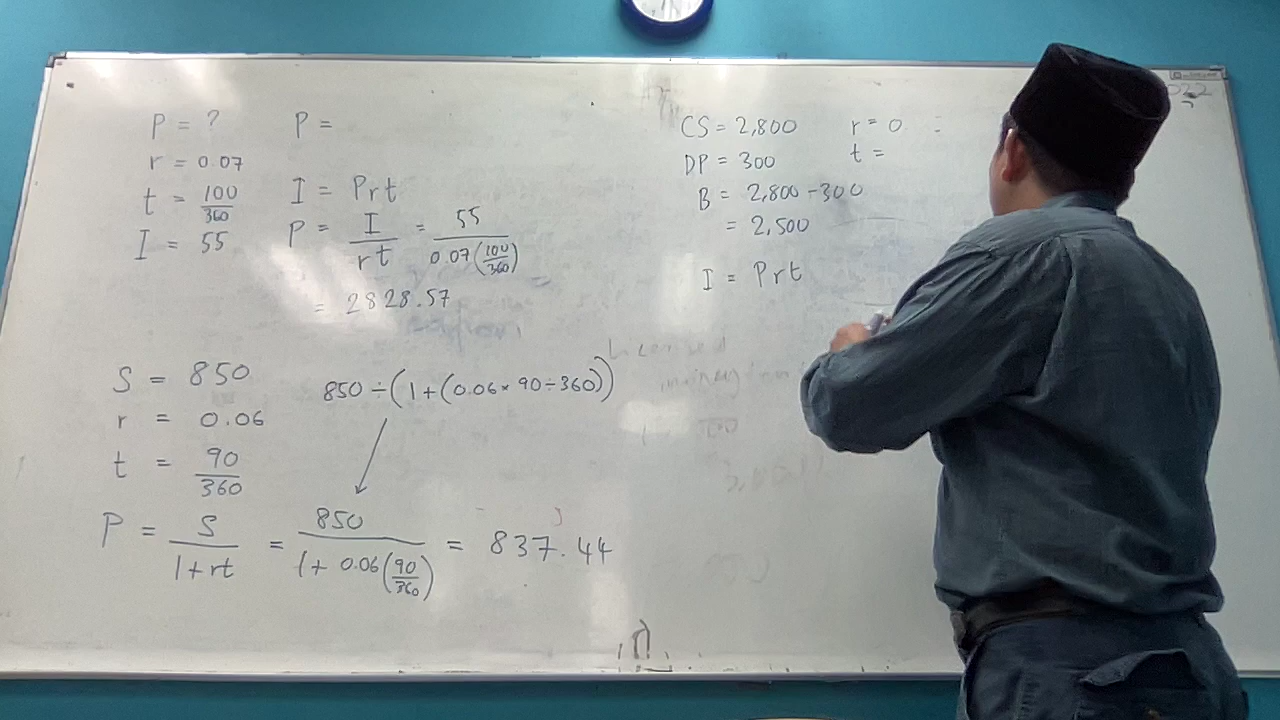 P = ?
r = 0.07
t = 100/360
I = 55
P =
I = Prt
P = I/rt = 55/0.07(100/360)
= 2828.57
S = 850
r = 0.06
t = 90/360
850 ÷ (1 + (0.06 × 90 ÷ 360))
P = S/1+rt = 850/1 + 0.06(90/360) = 837.44
CS = 2,800
DP = 300
B = 2,800 - 300
= 2,500
I = Prt
r = 0
t =